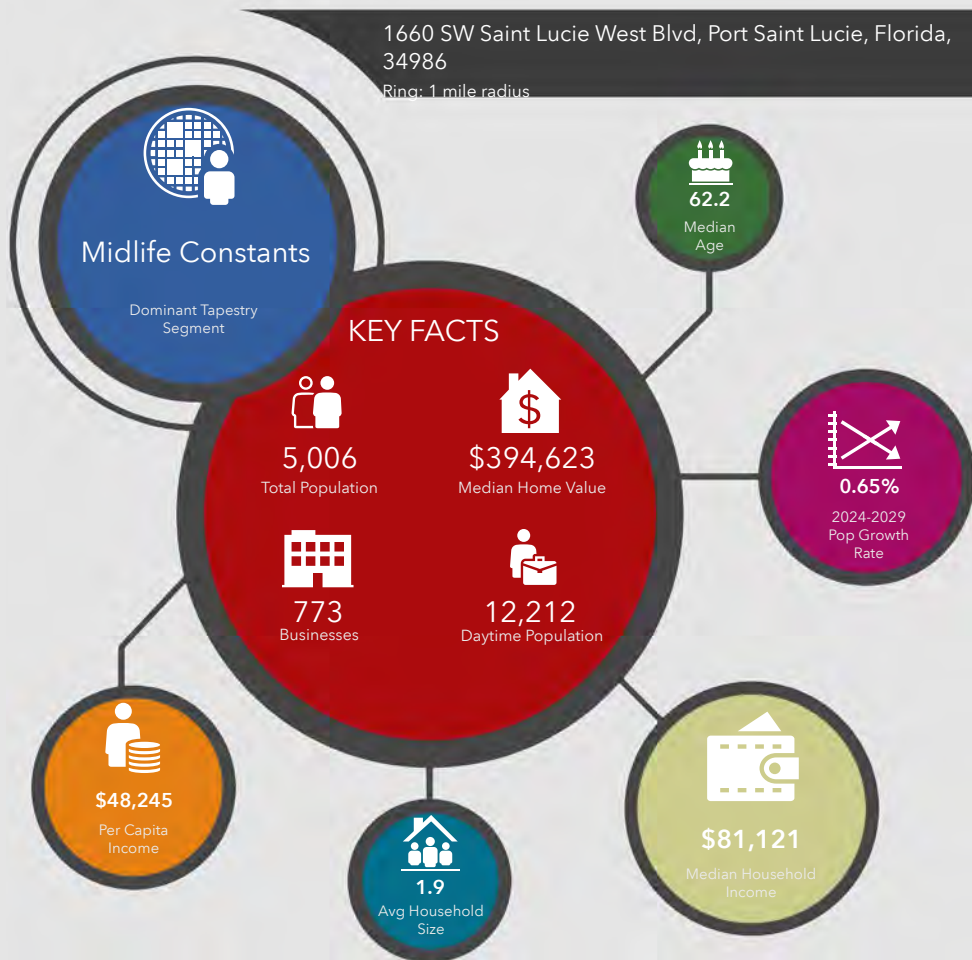 1660 SW Saint Lucie West Blvd, Port Saint Lucie, Florida,
34986
Ring: 1 mile radius
Midlife Constants
Dominant Tapestry
Segment
62.2
Median
Age
KEY FACTS
$
5,006
Total Population
$394,623
Median Home Value
773
Businesses
12,212
Daytime Population
0.65%
2024-2029
Pop Growth
Rate
$48,245
Per Capita
Income
1.9
Avg Household
Size
$81,121
Median Household
Income